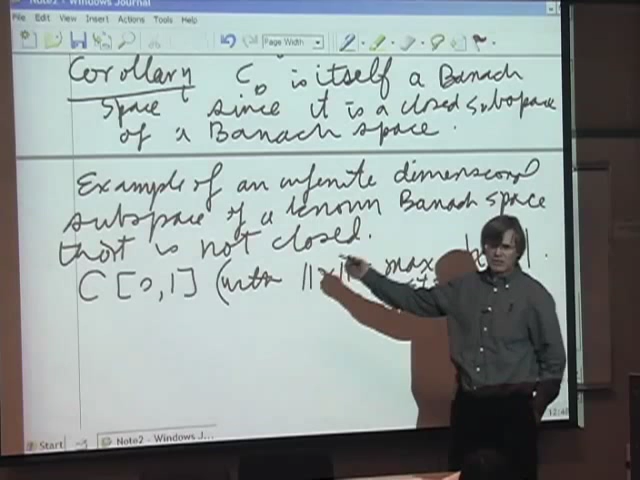 Note2 - Windows Journal
File Edit View Insert Actions Tools Help
Page Width
Corollary C0 is itself a Banach
space since it is a closed subspace
of a Banach space.
Example of an infinite dimensional
subspace of a known Banach space
that is not closed.
C [0,1] (with ||x|| max
Start Note2 - Windows J...